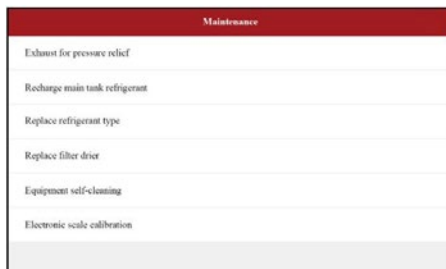 Maintenance
Exhaust for pressure relief
Recharge main tank refrigerant
Replace refrigerant type
Replace filter drier
Equipment self-cleaning
Electronic scale calibration